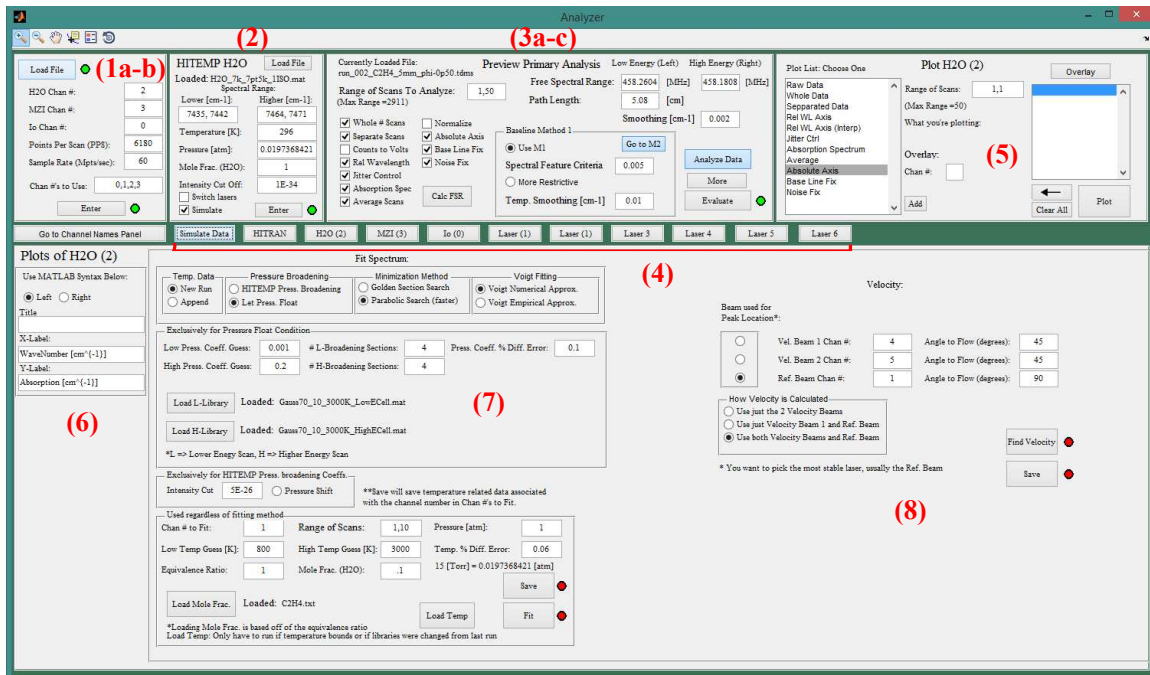 Analyzer
(1a-b)
Load File
H2O Chan #: 2
MZI Chan #: 3
Io Chan #: 0
Points Per Scan (PPS): 6180
Sample Rate (Mpts/sec): 60
Chan #'s to Use: 0,1,2,3
Enter
(2)
HITEMP H2O Load File
Loaded: H2O_7k_7pt5k_1ISO.mat
Spectral Range:
Lower [cm-1]: Higher [cm-1]:
7435, 7442 7464, 7471
Temperature [K]: 296
Pressure [atm]: 0.0197368421
Mole Frac. (H2O): 1
Intensity Cut Off: 1E-34
Switch lasers
Simulate Enter
(3a-c)
Currently Loaded File:
run_002_C2H4_5mm_phi-0p50.tdms
Preview Primary Analysis Low Energy (Left) High Energy (Right)
Range of Scans To Analyze: 1,50
(Max Range =2911)
Free Spectral Range: 458.2604 [MHz] 458.1808 [MHz]
Path Length: 5.08 [cm]
Smoothing [cm-1] 0.002
Whole # Scans Normalize
Separate Scans Absolute Axis
Counts to Volts Base Line Fix
Rel Wavelength Noise Fix
Jitter Control
Absorption Spec
Average Scans
Calc FSR
Baseline Method 1
Use M1 Go to M2
Spectral Feature Criteria 0.005
More Restrictive
Temp. Smoothing [cm-1] 0.01
Analyze Data
More
Evaluate
Plot List: Choose One
Raw Data
Whole Data
Sepparated Data
Rel WL Axis
Rel WL Axis (Interp)
Jitter Ctrl
Absorption Spectrum
Average
Absolute Axis
Base Line Fix
Noise Fix
Plot H2O (2)
Overlay
Range of Scans: 1,1
(Max Range =50)
What you're plotting:
Overlay:
Chan #:
Add
(5)
Clear All
Plot
Go to Channel Names Panel
Simulate Data HITRAN H2O (2) MZI (3) Io (0) Laser (1) Laser (1) Laser 3 Laser 4 Laser 5 Laser 6
(4)
Plots of H2O (2)
Use MATLAB Syntax Below:
Left Right
Title
X-Label:
WaveNumber [cm^{-1}]
Y-Label:
Absorption [cm^{-1}]
(6)
Fit Spectrum:
Temp. Data
New Run
Append
Pressure Broadening
HITEMP Press. Broadening
Let Press. Float
Minimization Method
Golden Section Search
Parabolic Search (faster)
Voigt Fitting
Voigt Numerical Approx.
Voigt Empirical Approx.
Exclusively for Pressure Float Condition
Low Press. Coeff. Guess: 0.001 # L-Broadening Sections: 4 Press. Coeff. % Diff. Error: 0.1
High Press. Coeff. Guess: 0.2 # H-Broadening Sections: 4
Load L-Library Loaded: Gauss70_10_3000K_LowECell.mat
Load H-Library Loaded: Gauss70_10_3000K_HighECell.mat
(7)
*L => Lower Enegy Scan, H => Higher Energy Scan
Exclusively for HITEMP Press. broadening Coeffs.
Intensity Cut 5E-26 Pressure Shift
**Save will save temperature related data associated
with the channel number in Chan #'s to Fit.
Used regardless of fitting method
Chan # to Fit: 1 Range of Scans: 1,10 Pressure [atm]: 1
Low Temp Guess [K]: 800 High Temp Guess [K]: 3000 Temp. % Diff. Error: 0.06
Equivalence Ratio: 1 Mole Frac. (H2O): .1 15 [Torr] = 0.0197368421 [atm]
Save
Load Mole Frac. Loaded: C2H4.txt
Load Temp Fit
*Loading Mole Frac. is based off of the equivalence ratio
Load Temp: Only have to run if temperature bounds or if libraries were changed from last run
Velocity:
Beam used for
Peak Location*:
Vel. Beam 1 Chan #: 4 Angle to Flow (degrees): 45
Vel. Beam 2 Chan #: 5 Angle to Flow (degrees): 45
Ref. Beam Chan #: 1 Angle to Flow (degrees): 90
How Velocity is Calculated
Use just the 2 Velocity Beams
Use just Velocity Beam 1 and Ref. Beam
Use both Velocity Beams and Ref. Beam
Find Velocity
* You want to pick the most stable laser, usually the Ref. Beam
Save
(8)